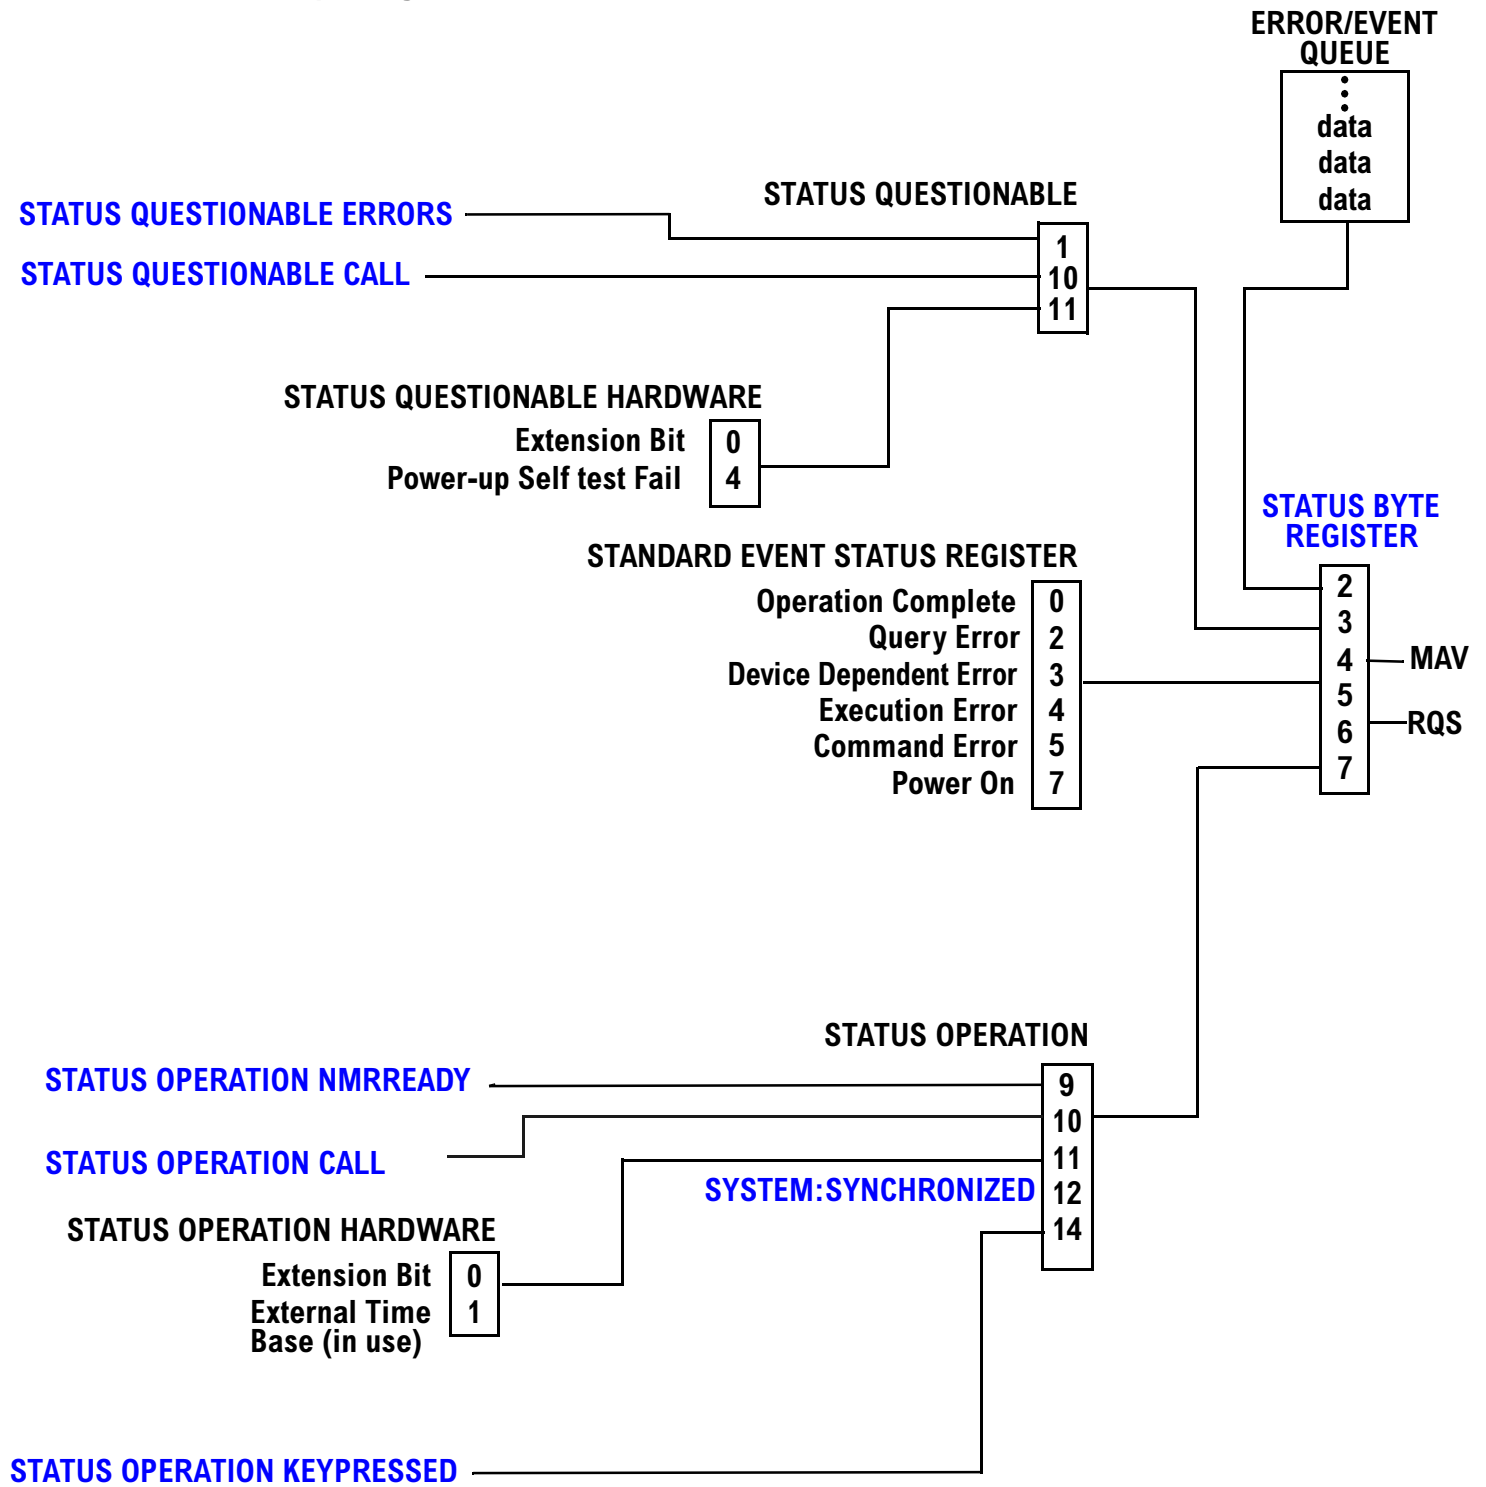 ERROR/EVENT
QUEUE
data
data
data
STATUS QUESTIONABLE
STATUS QUESTIONABLE ERRORS
1
STATUS QUESTIONABLE CALL
10
11
STATUS QUESTIONABLE HARDWARE
Extension Bit 0
Power-up Self test Fail 4
STATUS BYTE
REGISTER
2
3
4 MAV
5
6 RQS
7
STANDARD EVENT STATUS REGISTER
Operation Complete 0
Query Error 2
Device Dependent Error 3
Execution Error 4
Command Error 5
Power On 7
STATUS OPERATION
STATUS OPERATION NMRREADY 9
10
STATUS OPERATION CALL
11
SYSTEM:SYNCHRONIZED 12
14
STATUS OPERATION HARDWARE
Extension Bit 0
External Time 1
Base (in use)
STATUS OPERATION KEYPRESSED